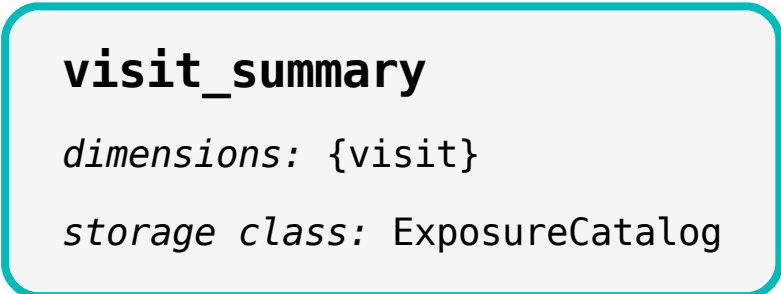 visit_summary
dimensions: {visit}
storage class: ExposureCatalog